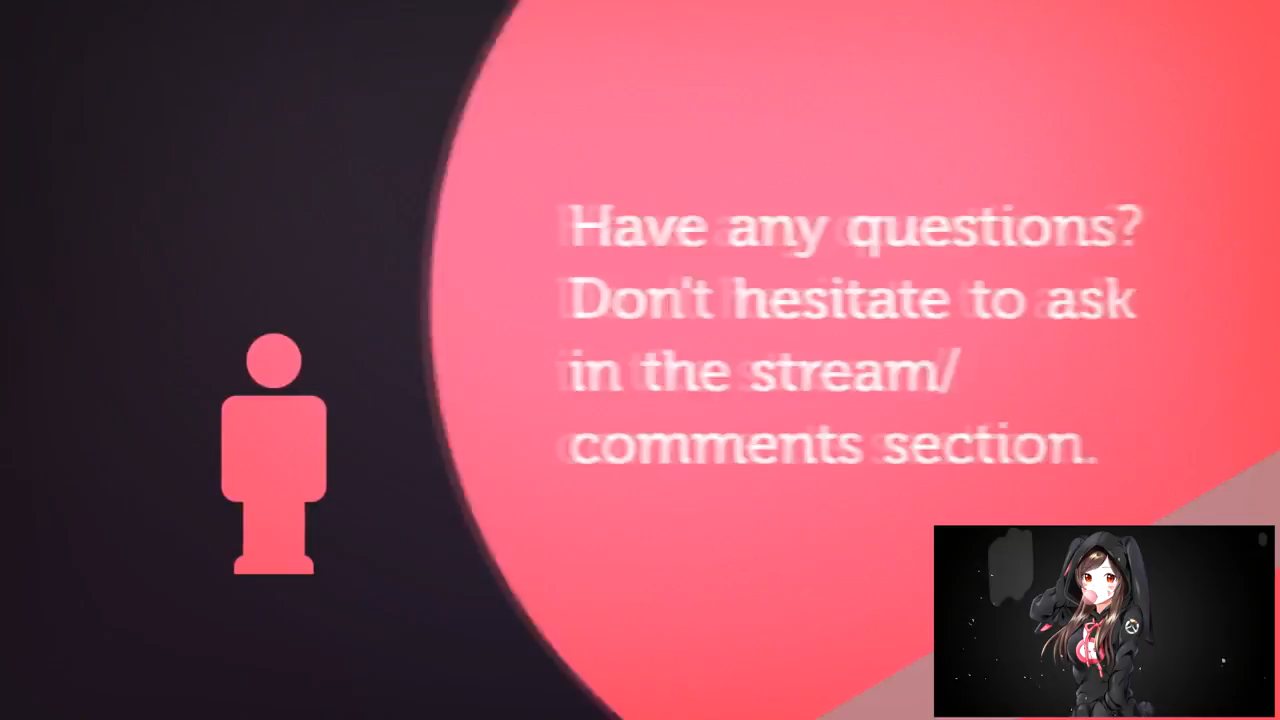 Have any questions?
Don't hesitate to ask
in the stream/
comments section.